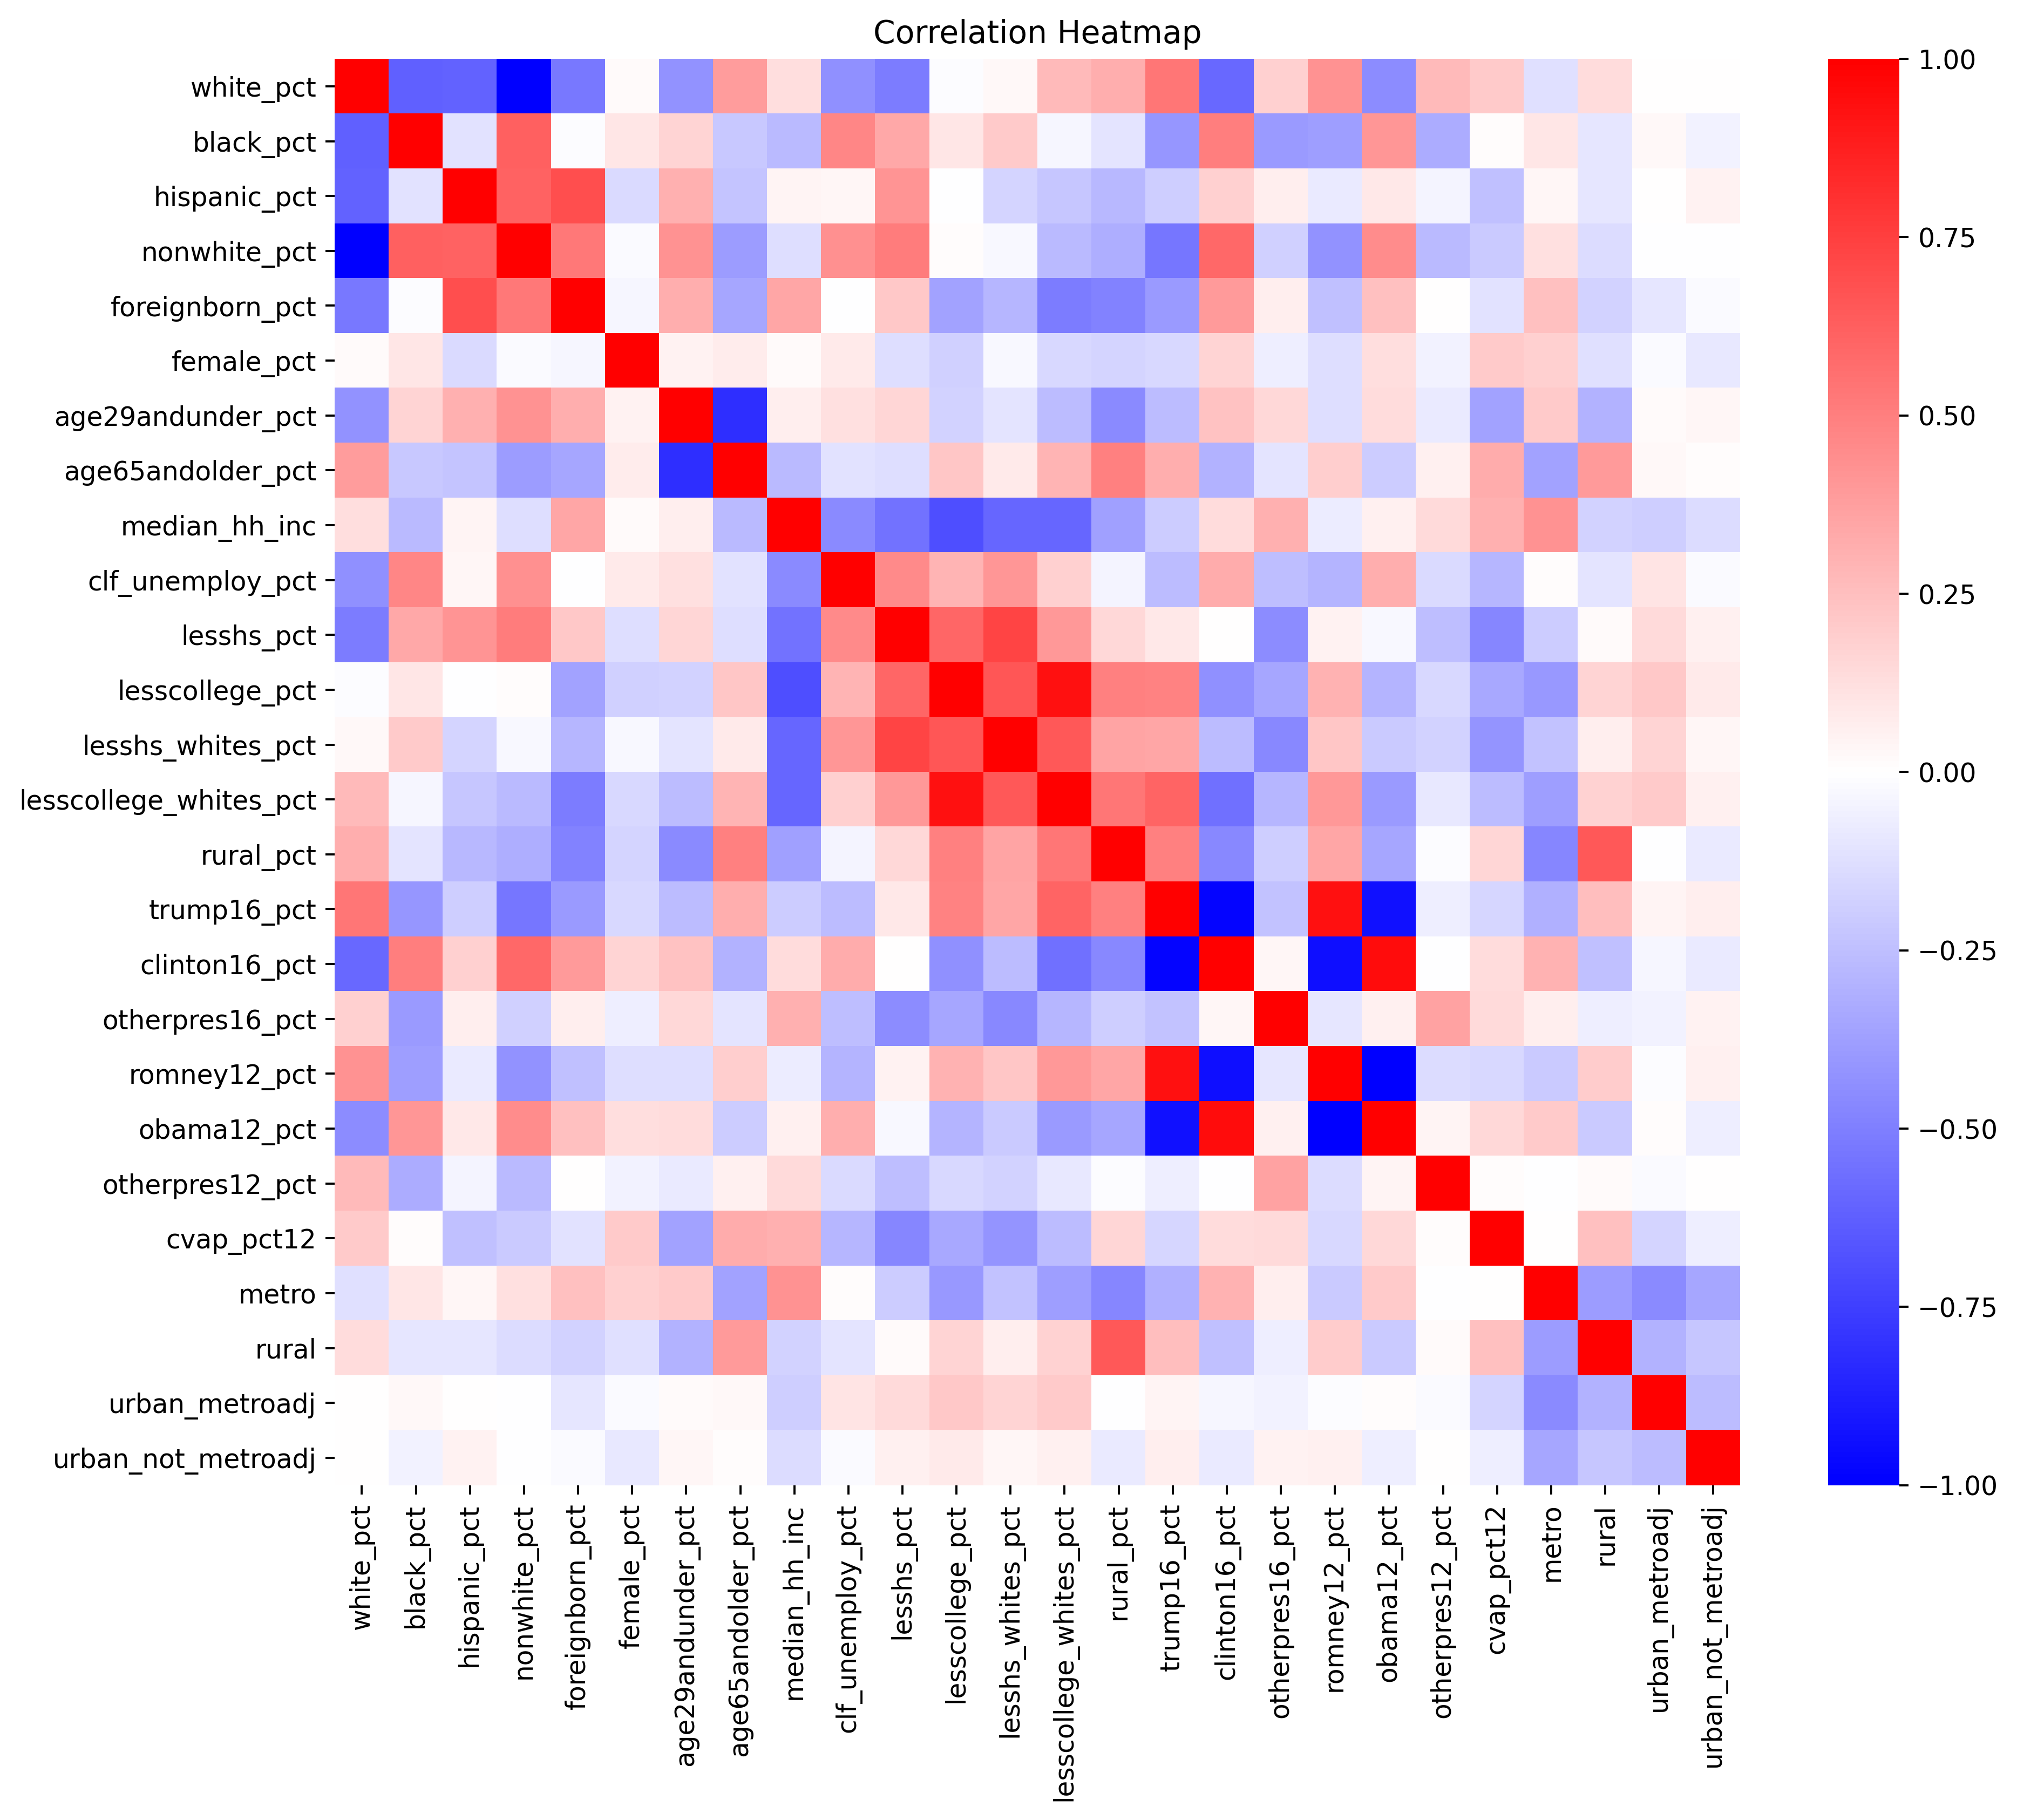 Correlation Heatmap
white_pct
black_pct
hispanic_pct
nonwhite_pct
foreignborn_pct
female_pct
age29andunder_pct
age65andolder_pct
median_hh_inc
clf_unemploy_pct
lesshs_pct
lesscollege_pct
lesshs_whites_pct
lesscollege_whites_pct
rural_pct
trump16_pct
clinton16_pct
otherpres16_pct
romney12_pct
obama12_pct
otherpres12_pct
cvap_pct12
metro
rural
urban_metroadj
urban_not_metroadj
white_pct
black_pct
hispanic_pct
nonwhite_pct
foreignborn_pct
female_pct
age29andunder_pct
age65andolder_pct
median_hh_inc
clf_unemploy_pct
lesshs_pct
lesscollege_pct
lesshs_whites_pct
lesscollege_whites_pct
rural_pct
trump16_pct
clinton16_pct
otherpres16_pct
romney12_pct
obama12_pct
otherpres12_pct
cvap_pct12
metro
rural
urban_metroadj
urban_not_metroadj
1.00
0.75
0.50
0.25
0.00
−0.25
−0.50
−0.75
−1.00